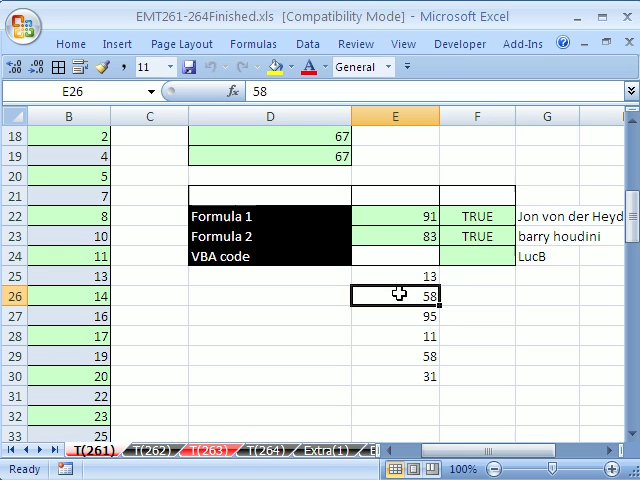 EMT261-264Finished.xls [Compatibility Mode] - Microsoft Excel
Home Insert Page Layout Formulas Data Review View Developer Add-Ins
11 General
E26 fx 58
B C D E F G
18 2 67
19 4 67
20 5
21 7
22 8 Formula 1 91 TRUE Jon von der Heyd
23 10 Formula 2 83 TRUE barry houdini
24 11 VBA code LucB
25 13 13
26 14 58
27 16 95
28 17 11
29 19 58
30 20 31
31 22
32 23
33 25
T(261) T(262) T(263) T(264) Extra(1)
Ready 100%